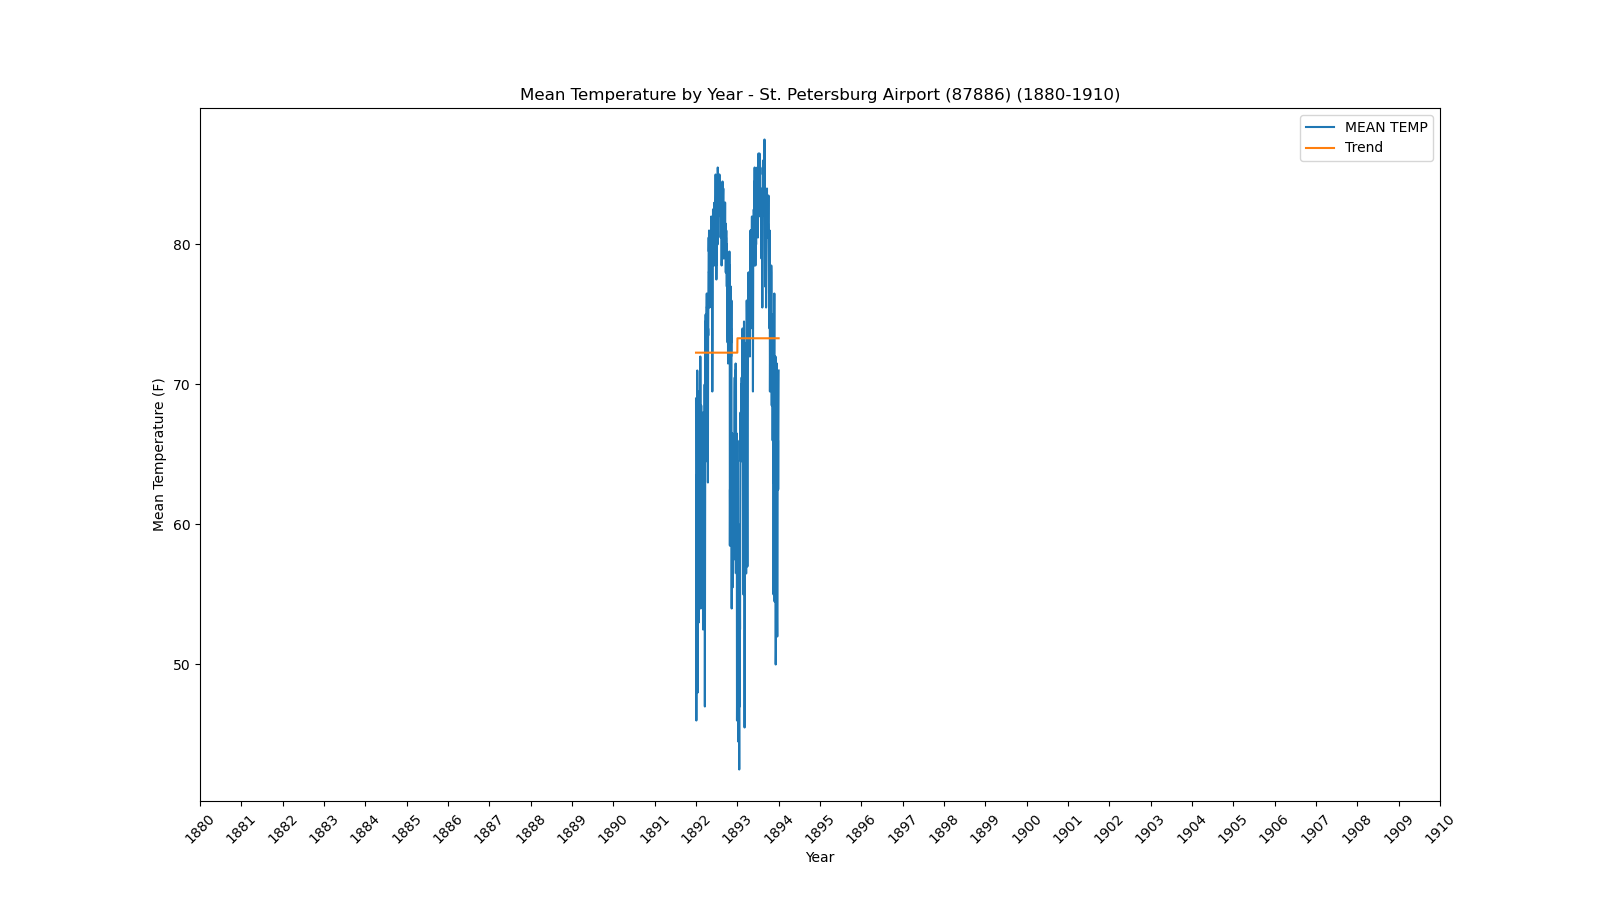 Mean Temperature by Year - St. Petersburg Airport (87886) (1880-1910)
MEAN TEMP
Trend
Mean Temperature (F)
80
70
60
50
1880 1881 1882 1883 1884 1885 1886 1887 1888 1889 1890 1891 1892 1893 1894 1895 1896 1897 1898 1899 1900 1901 1902 1903 1904 1905 1906 1907 1908 1909 1910
Year